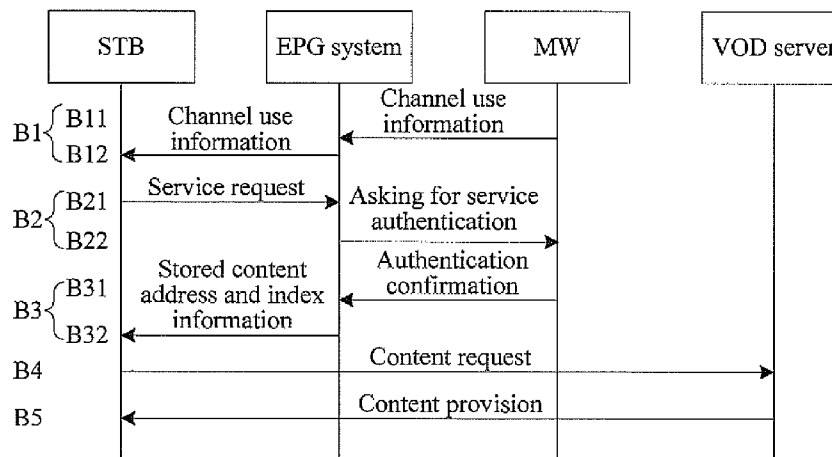 STB
EPG system
MW
VOD server
B1
B11
B12
Channel use
information
Channel use
information
B2
B21
B22
Service request
Asking for service
authentication
B3
B31
B32
Stored content
address and index
information
Authentication
confirmation
B4
Content request
B5
Content provision